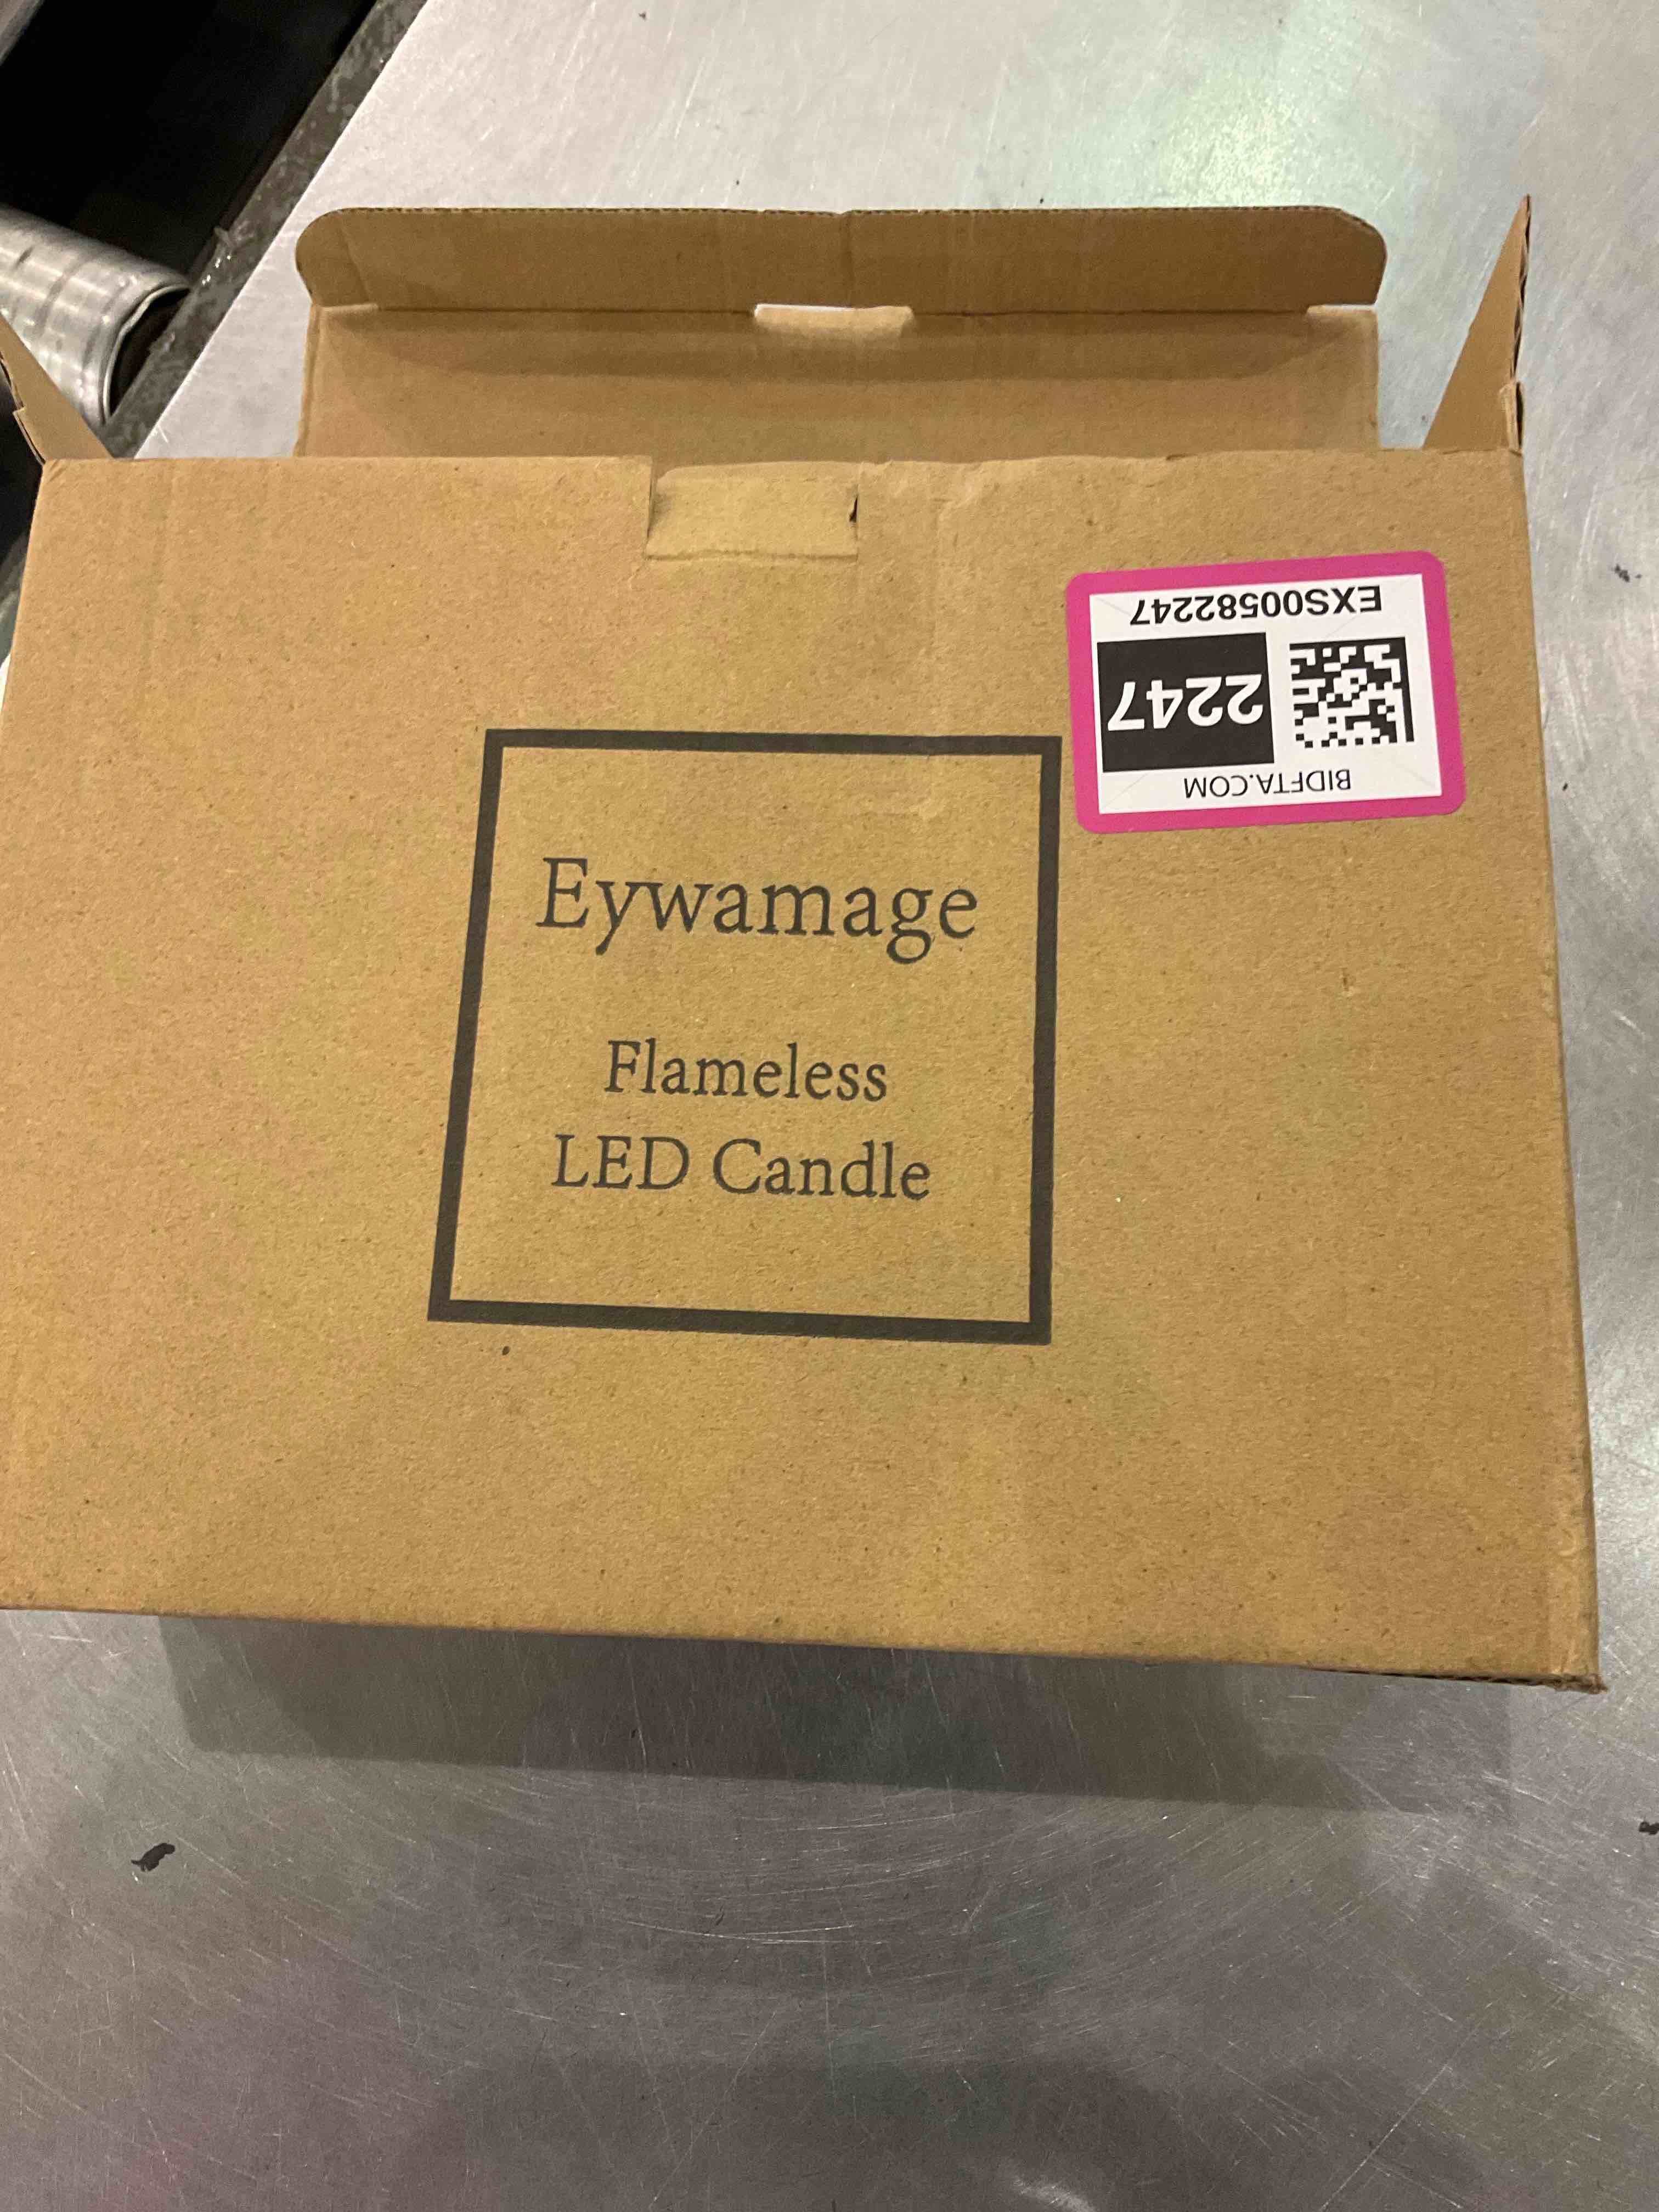 Eywamage
Flameless
LED Candle
BIDFTA.COM
2247
EXS00582247